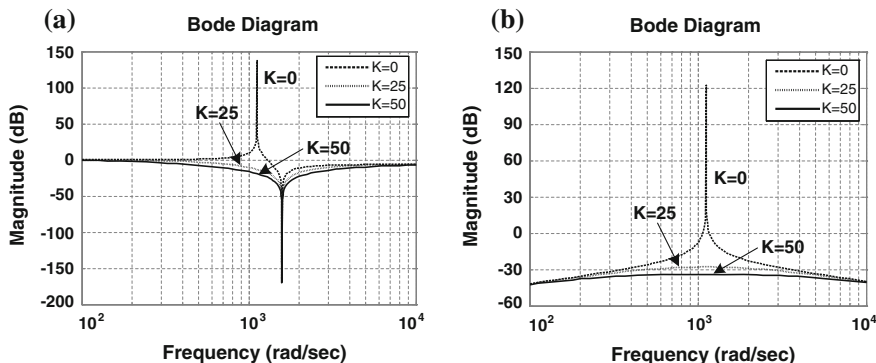 (a)
Bode Diagram
150
100
50
0
-50
-100
-150
-200
Magnitude (dB)
K=0
K=25
K=50
K=0
K=25
K=50
10²
10³
10⁴
Frequency (rad/sec)
(b)
Bode Diagram
150
120
90
60
30
0
-30
-60
Magnitude (dB)
K=0
K=25
K=50
K=0
K=25
K=50
10²
10³
10⁴
Frequency (rad/sec)